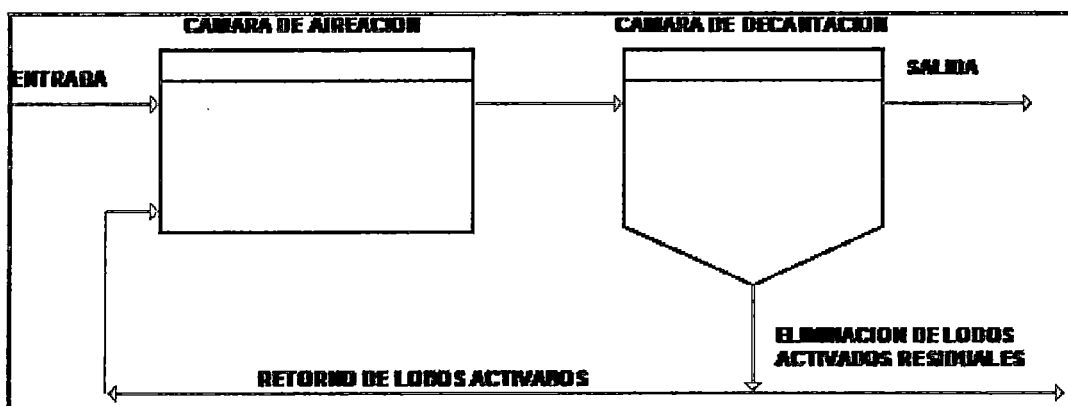 CAMARA DE AIREACION
CAMARA DE DECANTACION
ENTRADA
SALIDA
ELIMINACION DE LODOS
ACTIVADOS RESIDUALES
RETORNO DE LODOS ACTIVADOS